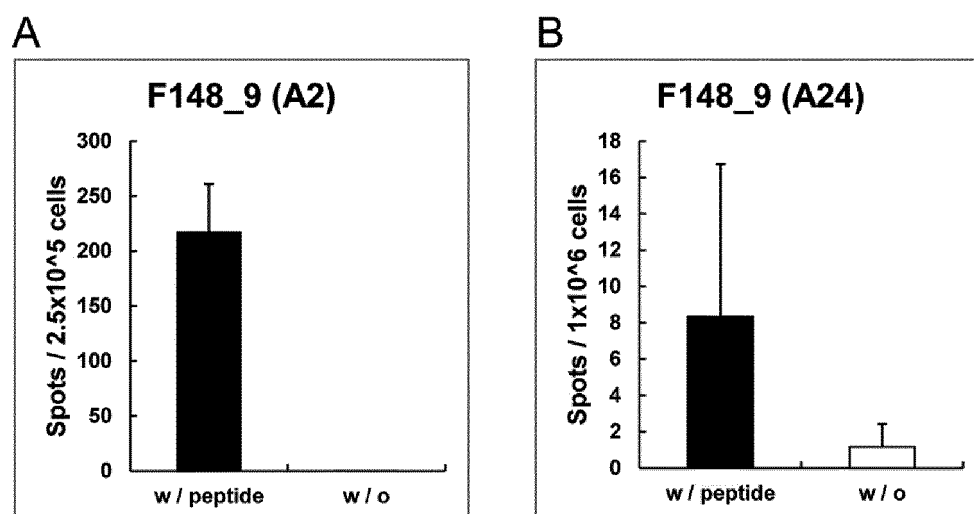 A
F148_9 (A2)
Spots / 2.5x10^5 cells
300
250
200
150
100
50
0
w / peptide
w / o
B
F148_9 (A24)
Spots / 1x10^6 cells
18
16
14
12
10
8
6
4
2
0
w / peptide
w / o